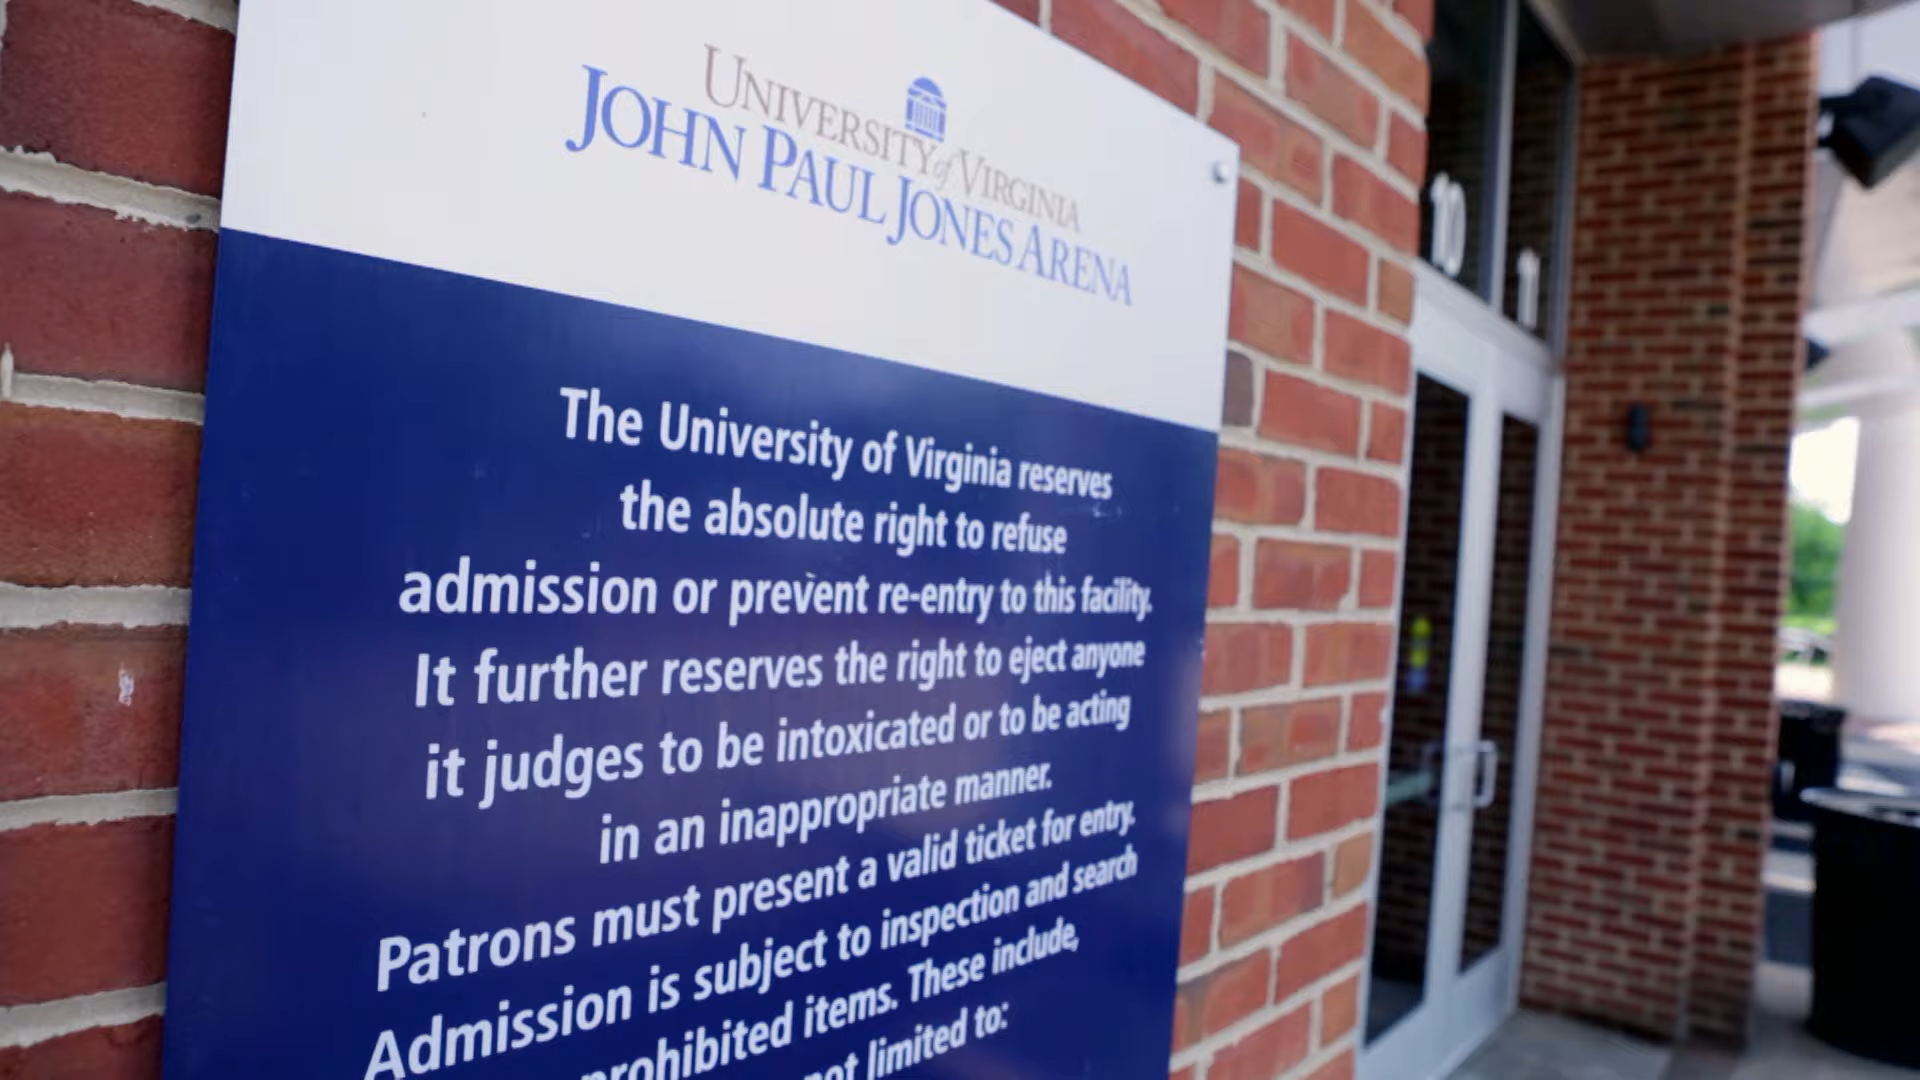 UNIVERSITY of VIRGINIA
JOHN PAUL JONES ARENA
The University of Virginia reserves
the absolute right to refuse
admission or prevent re-entry to this facility.
It further reserves the right to eject anyone
it judges to be intoxicated or to be acting
in an inappropriate manner.
Patrons must present a valid ticket for entry.
Admission is subject to inspection and search
prohibited items. These include,
not limited to:
10
11